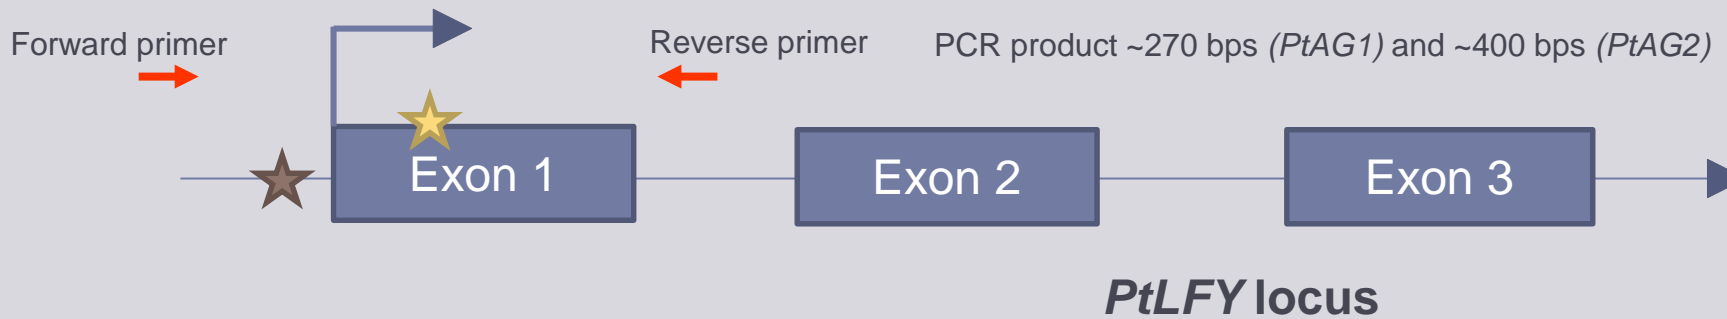 Forward primer
Reverse primer
PCR product ~270 bps (PtAG1) and ~400 bps (PtAG2)
Exon 1
Exon 2
Exon 3
PtLFY locus